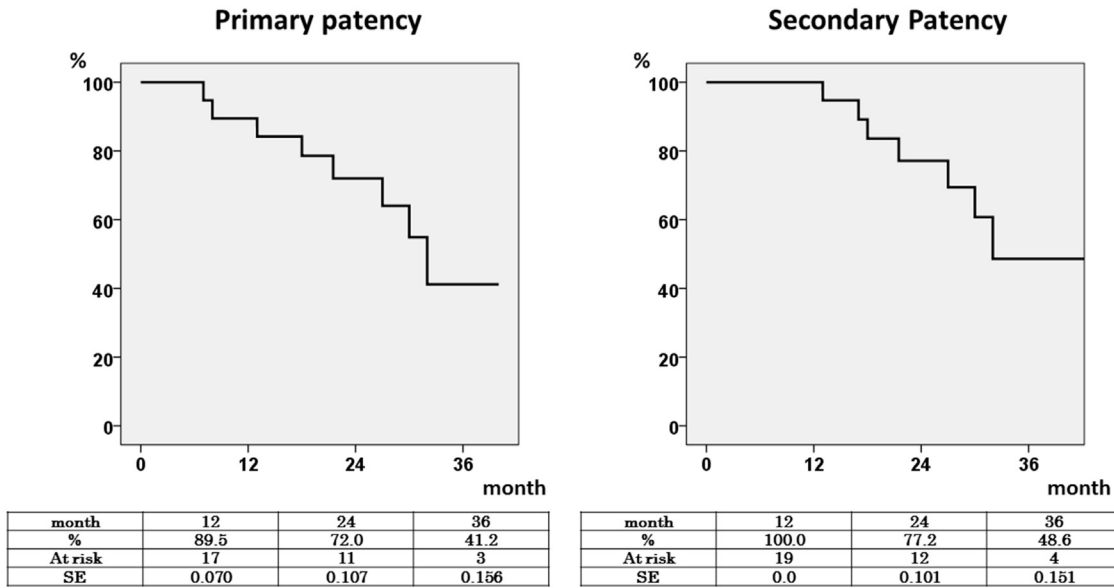 Primary patency
%
100
80
60
40
20
0
0 12 24 36
month
month 12 24 36
% 89.5 72.0 41.2
At risk 17 11 3
SE 0.070 0.107 0.156
Secondary Patency
%
100
80
60
40
20
0
0 12 24 36
month
month 12 24 36
% 100.0 77.2 48.6
At risk 19 12 4
SE 0.0 0.101 0.151